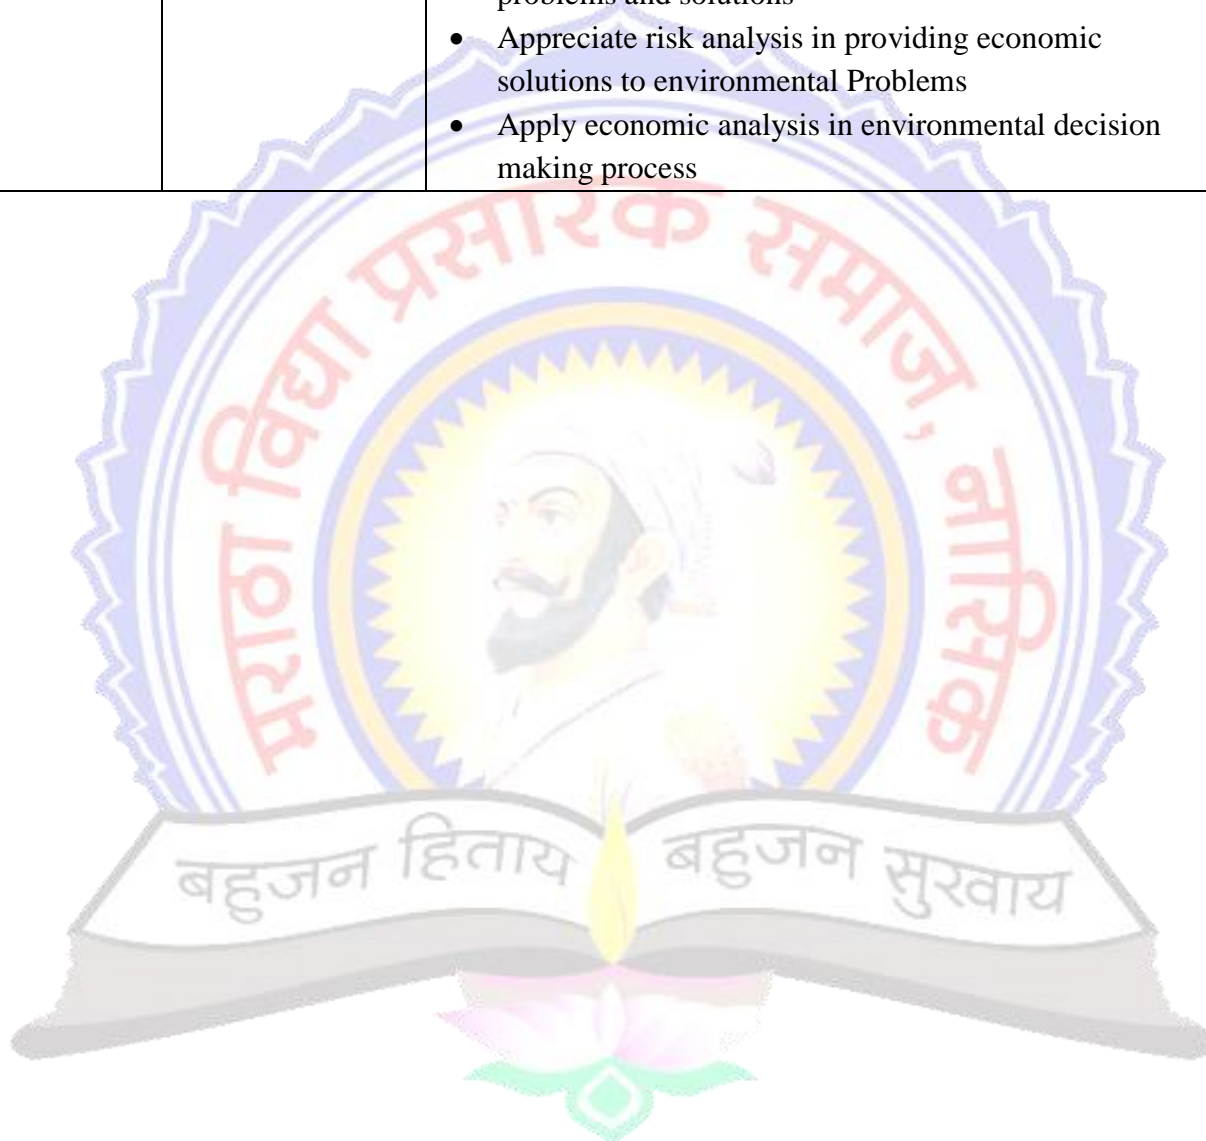 problems and solutions
• Appreciate risk analysis in providing economic
solutions to environmental Problems
• Apply economic analysis in environmental decision
making process
मराठा विद्या प्रसारक समाज, नासिक
बहुजन हिताय बहुजन सुखाय